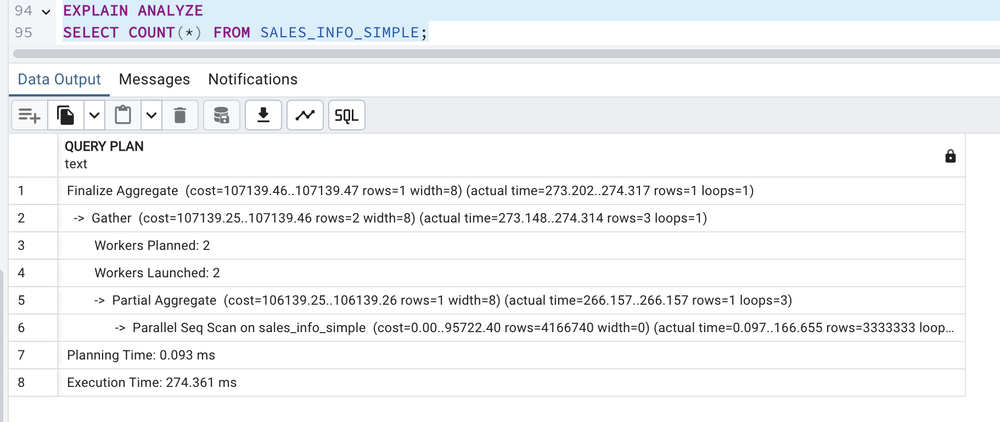 94 EXPLAIN ANALYZE
95 SELECT COUNT(*) FROM SALES_INFO_SIMPLE;
Data Output Messages Notifications
SQL
QUERY PLAN
text
1 Finalize Aggregate (cost=107139.46..107139.47 rows=1 width=8) (actual time=273.202..274.317 rows=1 loops=1)
2 -> Gather (cost=107139.25..107139.46 rows=2 width=8) (actual time=273.148..274.314 rows=3 loops=1)
3 Workers Planned: 2
4 Workers Launched: 2
5 -> Partial Aggregate (cost=106139.25..106139.26 rows=1 width=8) (actual time=266.157..266.157 rows=1 loops=3)
6 -> Parallel Seq Scan on sales_info_simple (cost=0.00..95722.40 rows=4166740 width=0) (actual time=0.097..166.655 rows=3333333 loop...
7 Planning Time: 0.093 ms
8 Execution Time: 274.361 ms